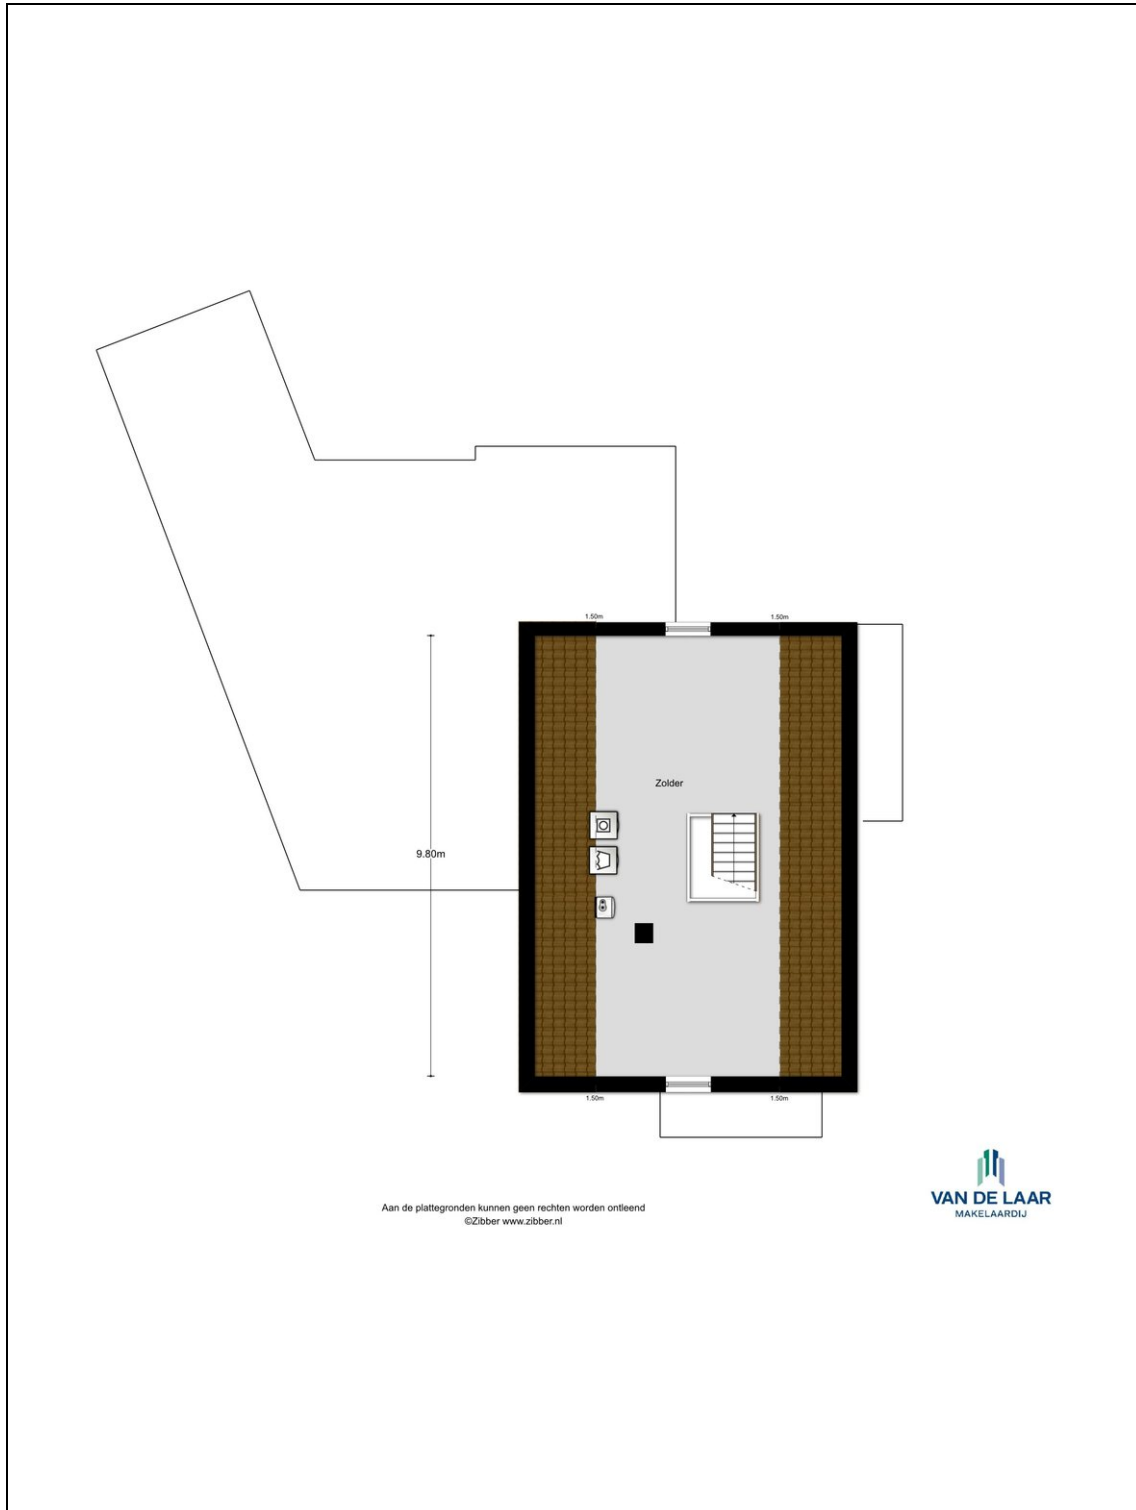 1.50m 1.50m
Zolder
9.80m
1.50m 1.50m
VAN DE LAAR
MAKELAARDIJ
Aan de plattegronden kunnen geen rechten worden ontleend
©Zibber www.zibber.nl